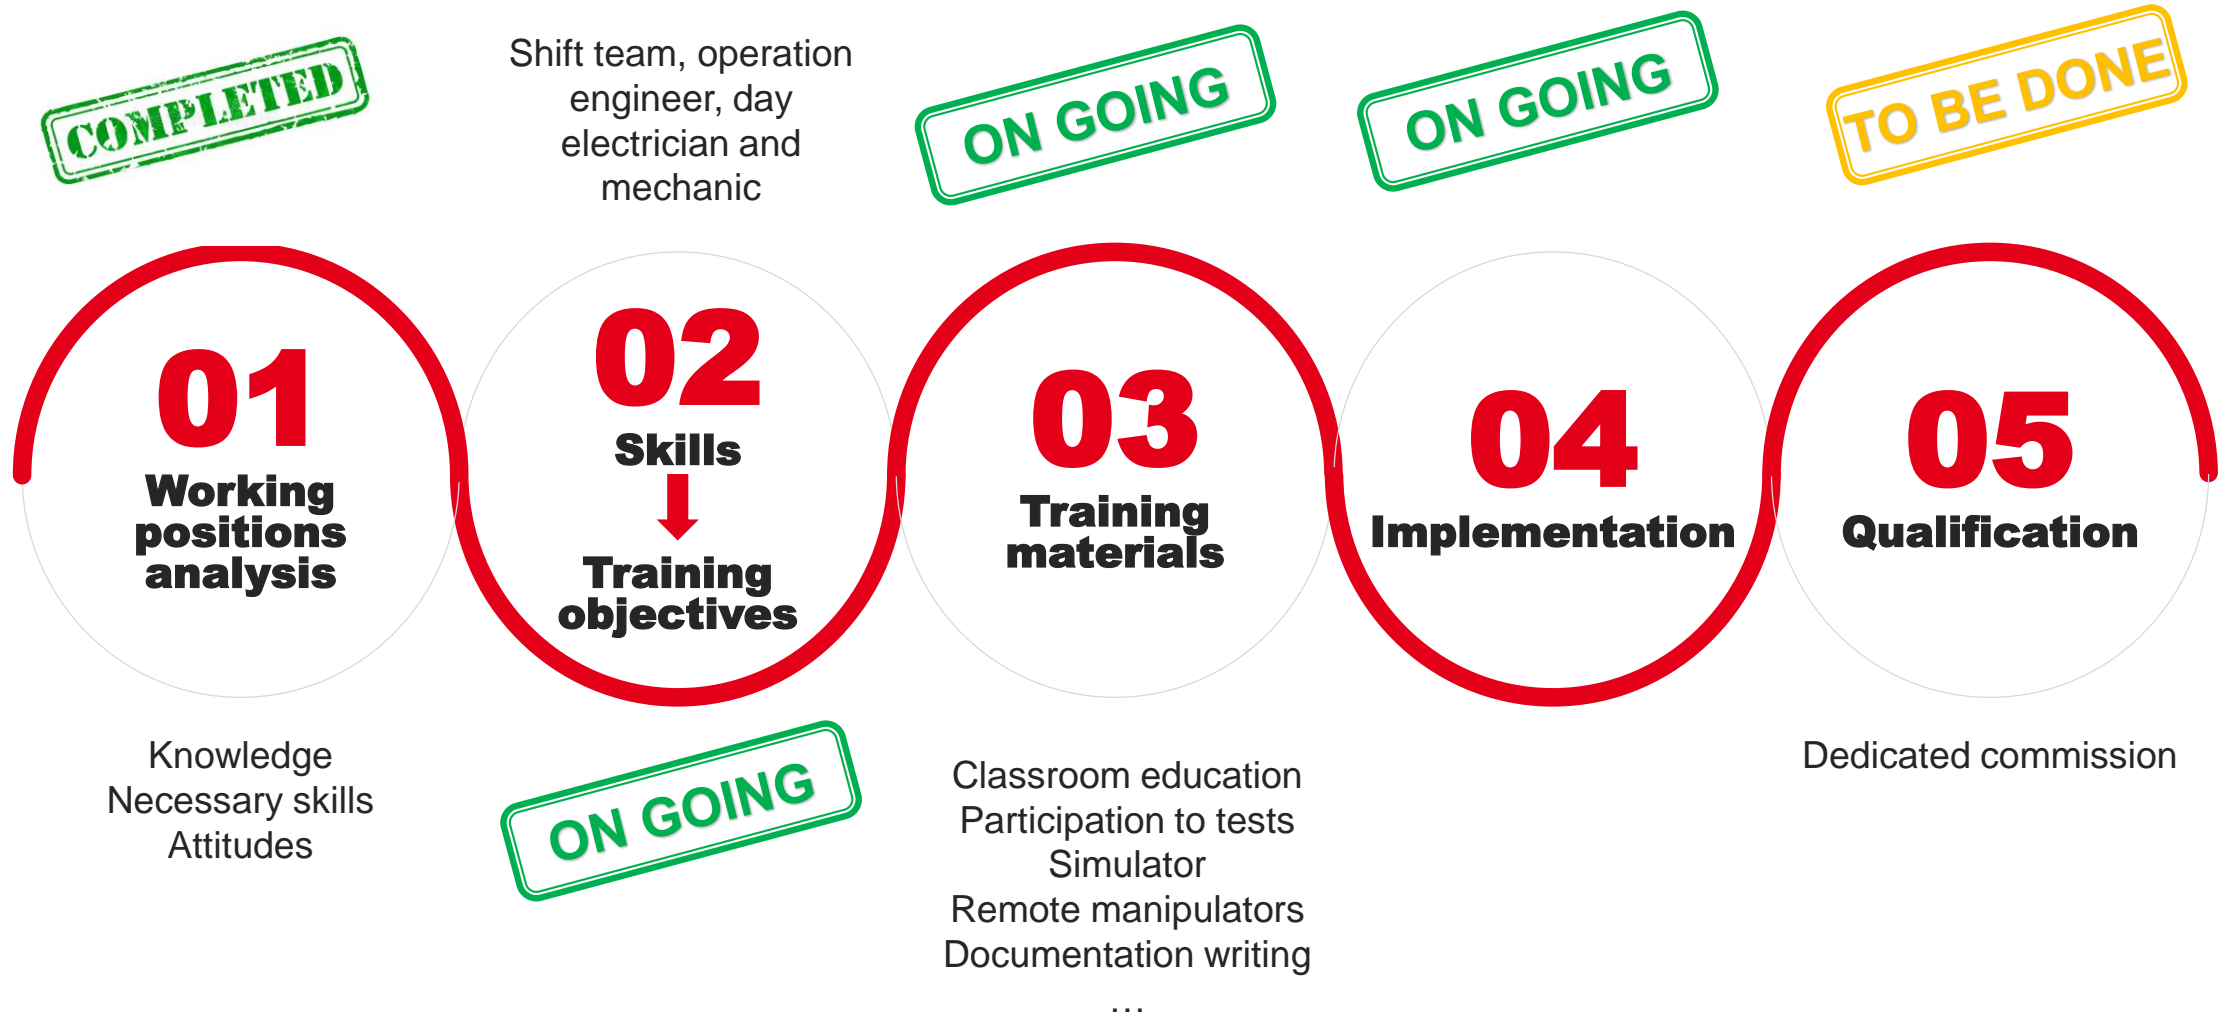 COMPLETED
01
Working
positions
analysis
Knowledge
Necessary skills
Attitudes
Shift team, operation
engineer, day
electrician and
mechanic
02
Skills
Training
objectives
ON GOING
ON GOING
03
Training
materials
Classroom education
Participation to tests
Simulator
Remote manipulators
Documentation writing
...
ON GOING
04
Implementation
TO BE DONE
05
Qualification
Dedicated commission